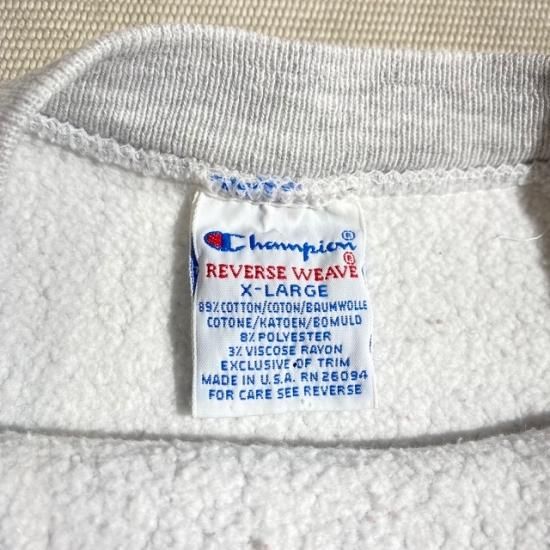 Champion®
REVERSE WEAVE®
X-LARGE
89% COTTON/COTON/BAUMWOLLE
COTONE/KATOEN/BOMULD
8% POLYESTER
3% VISCOSE RAYON
EXCLUSIVE OF TRIM
MADE IN U.S.A. RN 26094
FOR CARE SEE REVERSE